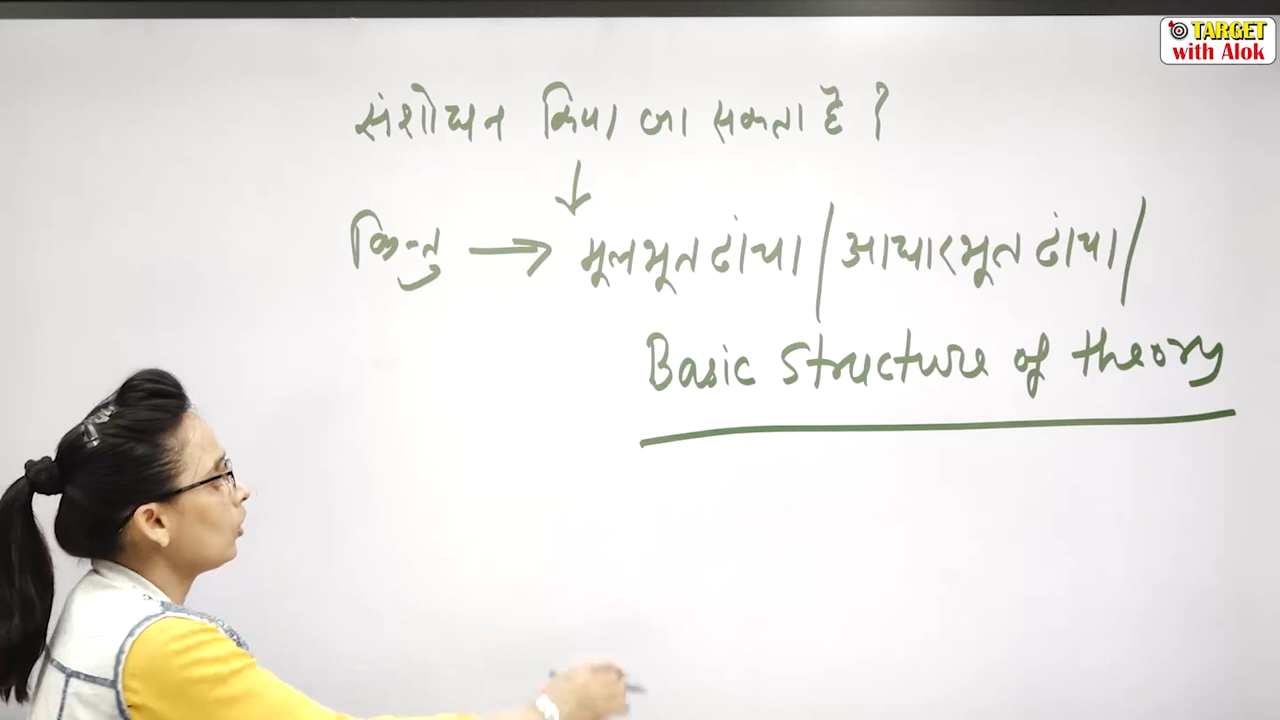 TARGET
with Alok
संशोधन किया जा सकता है ?
किन्तु → मूलभूत ढांचा / आधारभूत ढांचा /
Basic structure of theory